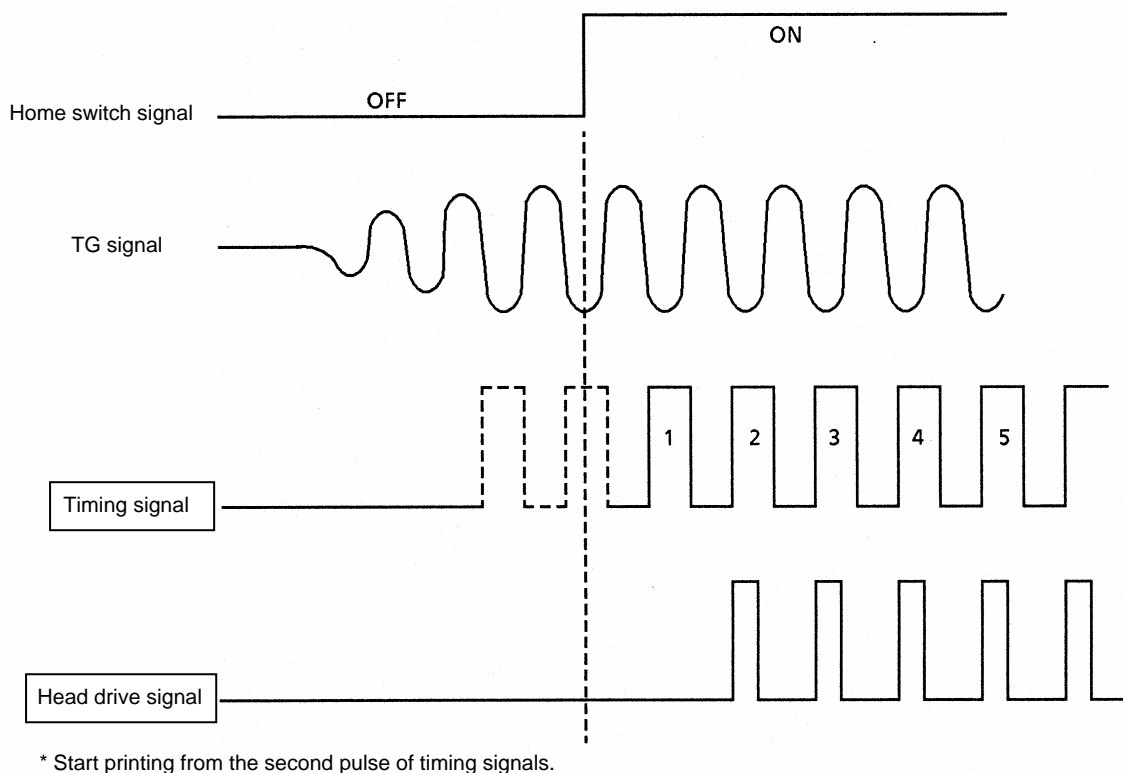 ON
OFF
Home switch signal
TG signal
1 2 3 4 5
Timing signal
Head drive signal
* Start printing from the second pulse of timing signals.